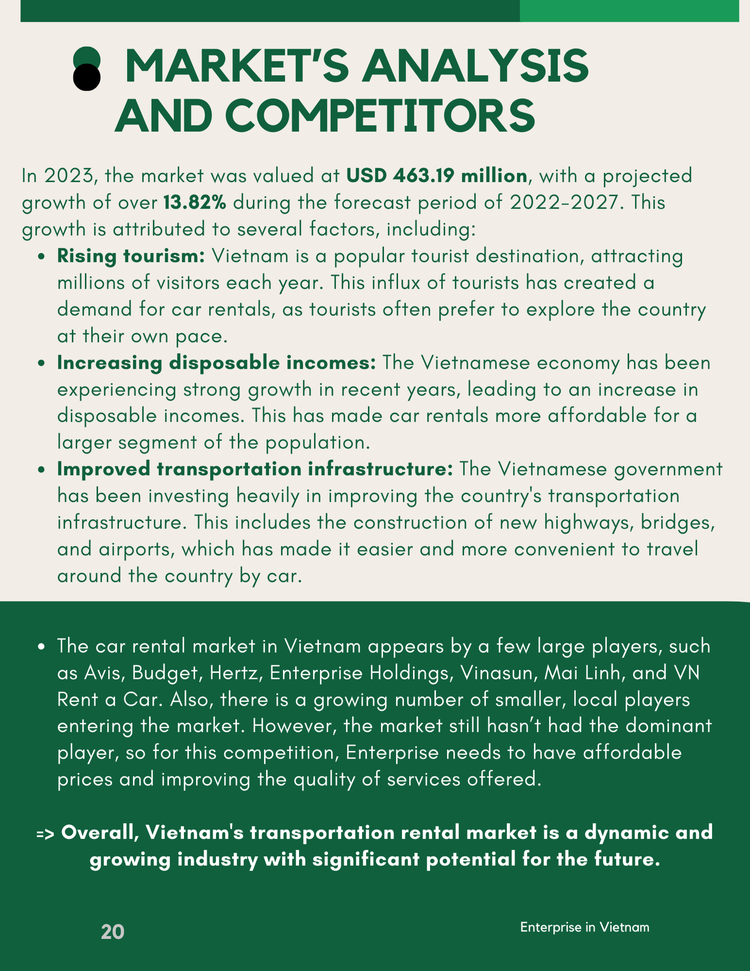 MARKET'S ANALYSIS
AND COMPETITORS
In 2023, the market was valued at USD 463.19 million, with a projected
growth of over 13.82% during the forecast period of 2022-2027. This
growth is attributed to several factors, including:
• Rising tourism: Vietnam is a popular tourist destination, attracting
millions of visitors each year. This influx of tourists has created a
demand for car rentals, as tourists often prefer to explore the country
at their own pace.
• Increasing disposable incomes: The Vietnamese economy has been
experiencing strong growth in recent years, leading to an increase in
disposable incomes. This has made car rentals more affordable for a
larger segment of the population.
• Improved transportation infrastructure: The Vietnamese government
has been investing heavily in improving the country's transportation
infrastructure. This includes the construction of new highways, bridges,
and airports, which has made it easier and more convenient to travel
around the country by car.
• The car rental market in Vietnam appears by a few large players, such
as Avis, Budget, Hertz, Enterprise Holdings, Vinasun, Mai Linh, and VN
Rent a Car. Also, there is a growing number of smaller, local players
entering the market. However, the market still hasn't had the dominant
player, so for this competition, Enterprise needs to have affordable
prices and improving the quality of services offered.
=> Overall, Vietnam's transportation rental market is a dynamic and
growing industry with significant potential for the future.
20
Enterprise in Vietnam